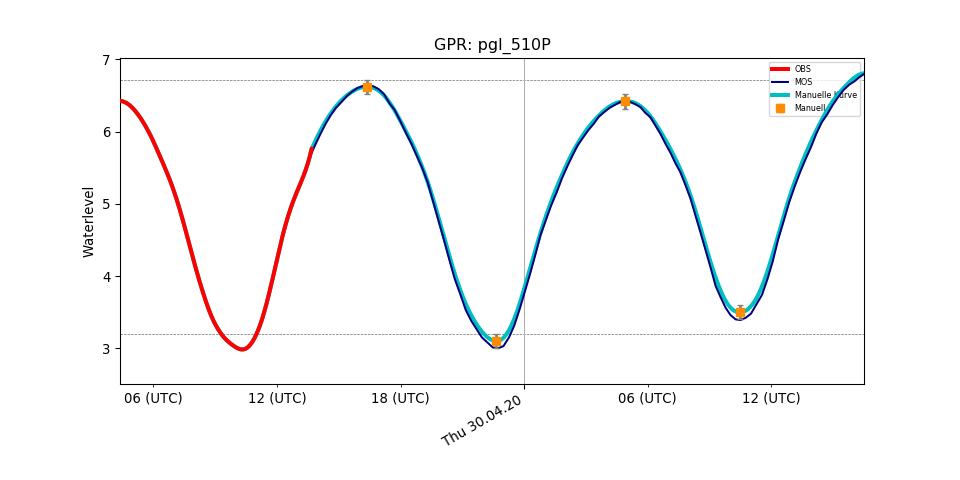 GPR: pgl_510P
7
6
5
4
3
Waterlevel
OBS
MOS
Manuelle Kurve
Manuell
06 (UTC)
12 (UTC)
18 (UTC)
Thu 30.04.20
06 (UTC)
12 (UTC)